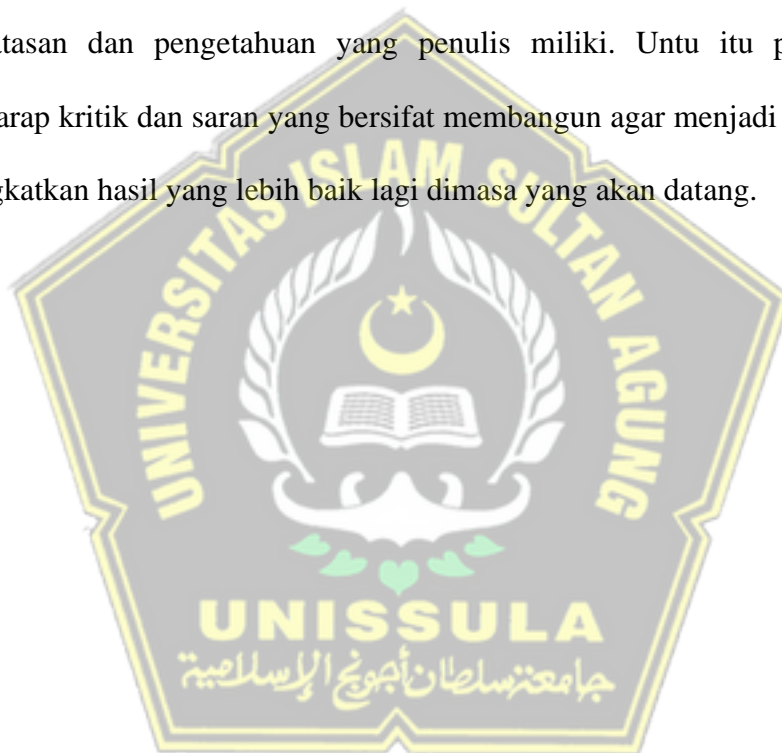 atasan dan pengetahuan yang penulis miliki. Untu itu p
arap kritik dan saran yang bersifat membangun agar menjadi
gkatkan hasil yang lebih baik lagi dimasa yang akan datang.
UNIVERSITAS ISLAM SULTAN AGUNG
UNISSULA
جامعة سلطان أجونج الإسلامية